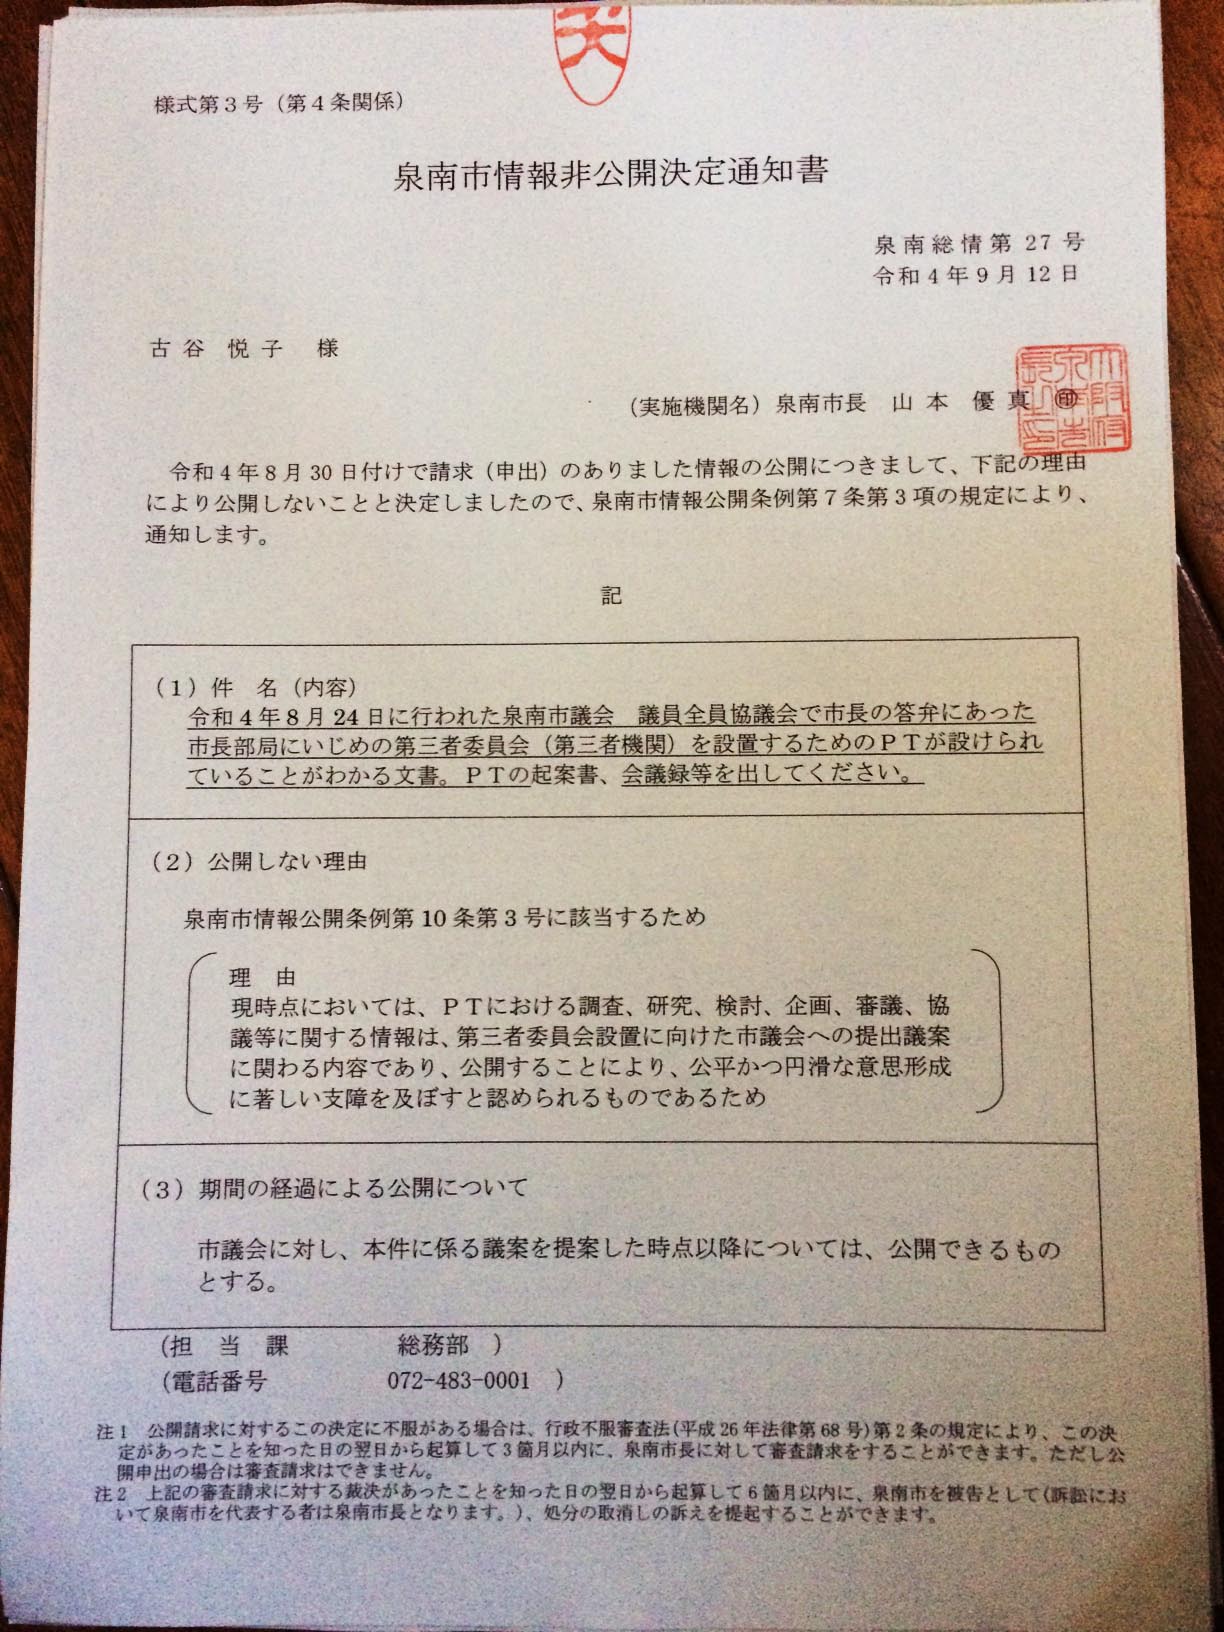 様式第3号（第4条関係）
泉南市情報非公開決定通知書
泉南総情第 27 号
令和4年9月12日
古谷 悦子 様
（実施機関名）泉南市長 山本 優真 ㊞
令和4年8月30日付けで請求（申出）のありました情報の公開につきまして、下記の理由
により公開しないことと決定しましたので、泉南市情報公開条例第7条第3項の規定により、
通知します。
記
（1）件 名（内容）
令和4年8月24日に行われた泉南市議会 議員全員協議会で市長の答弁にあった
市長部局にいじめの第三者委員会（第三者機関）を設置するためのＰＴが設けられ
ていることがわかる文書。ＰＴの起案書、会議録等を出してください。
（2）公開しない理由
泉南市情報公開条例第10条第3号に該当するため
理 由
現時点においては、ＰＴにおける調査、研究、検討、企画、審議、協
議等に関する情報は、第三者委員会設置に向けた市議会への提出議案
に関わる内容であり、公開することにより、公平かつ円滑な意思形成
に著しい支障を及ぼすと認められるものであるため
（3）期間の経過による公開について
市議会に対し、本件に係る議案を提案した時点以降については、公開できるもの
とする。
（担 当 課 総務部 ）
（電話番号 072-483-0001 ）
注1 公開請求に対するこの決定に不服がある場合は、行政不服審査法(平成26年法律第68号)第2条の規定により、この決
定があったことを知った日の翌日から起算して3箇月以内に、泉南市長に対して審査請求をすることができます。ただし公
開申出の場合は審査請求はできません。
注2 上記の審査請求に対する裁決があったことを知った日の翌日から起算して6箇月以内に、泉南市を被告として(訴訟にお
いて泉南市を代表する者は泉南市長となります。)、処分の取消しの訴えを提起することができます。